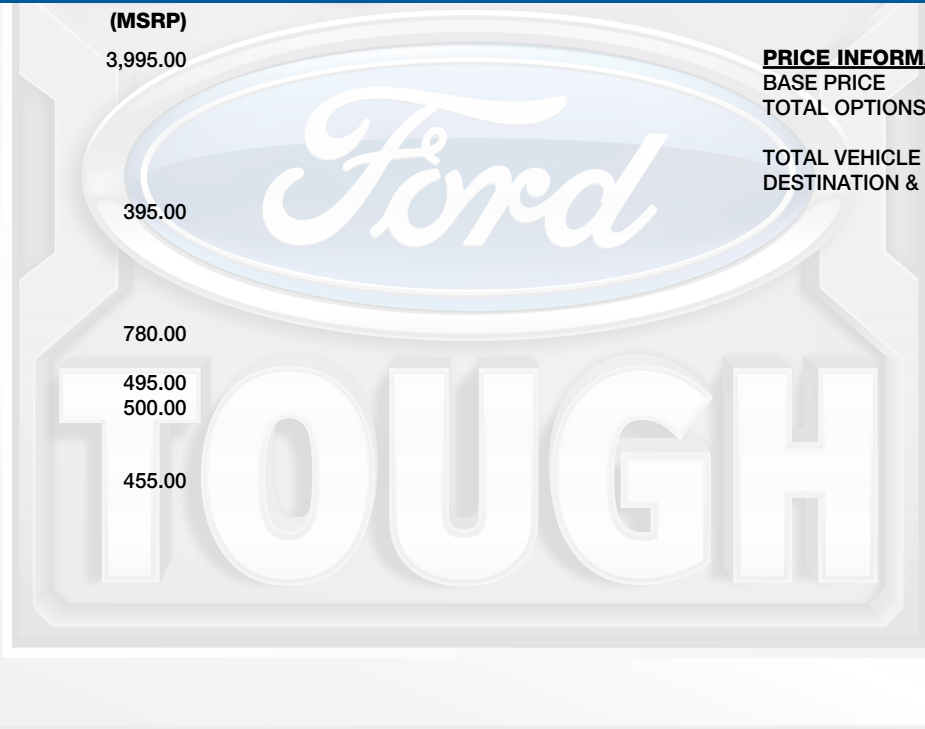 (MSRP)
3,995.00
395.00
780.00
495.00
500.00
455.00
PRICE INFORMA
BASE PRICE
TOTAL OPTIONS
TOTAL VEHICLE
DESTINATION &
Ford
TOUGH